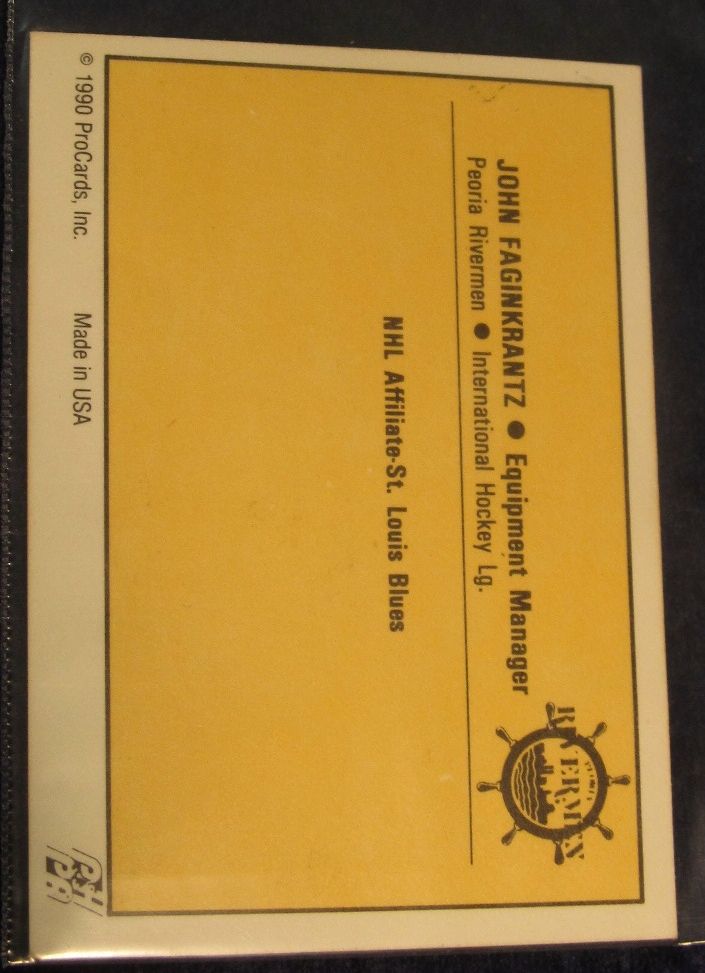 JOHN FAGINKRANTZ ● Equipment Manager
Peoria Rivermen ● International Hockey Lg.
RIVERMEN
NHL Affiliate-St. Louis Blues
© 1990 ProCards, Inc. Made in USA